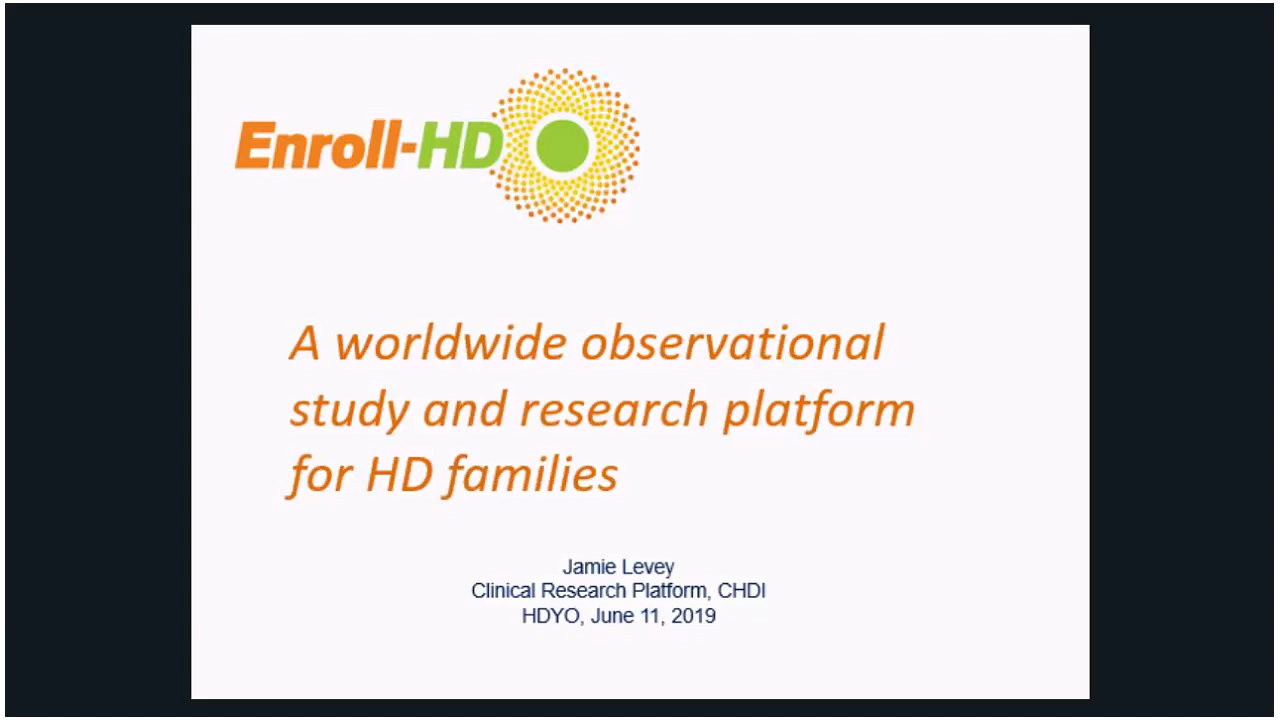 Enroll-HD
A worldwide observational
study and research platform
for HD families
Jamie Levey
Clinical Research Platform, CHDI
HDYO, June 11, 2019